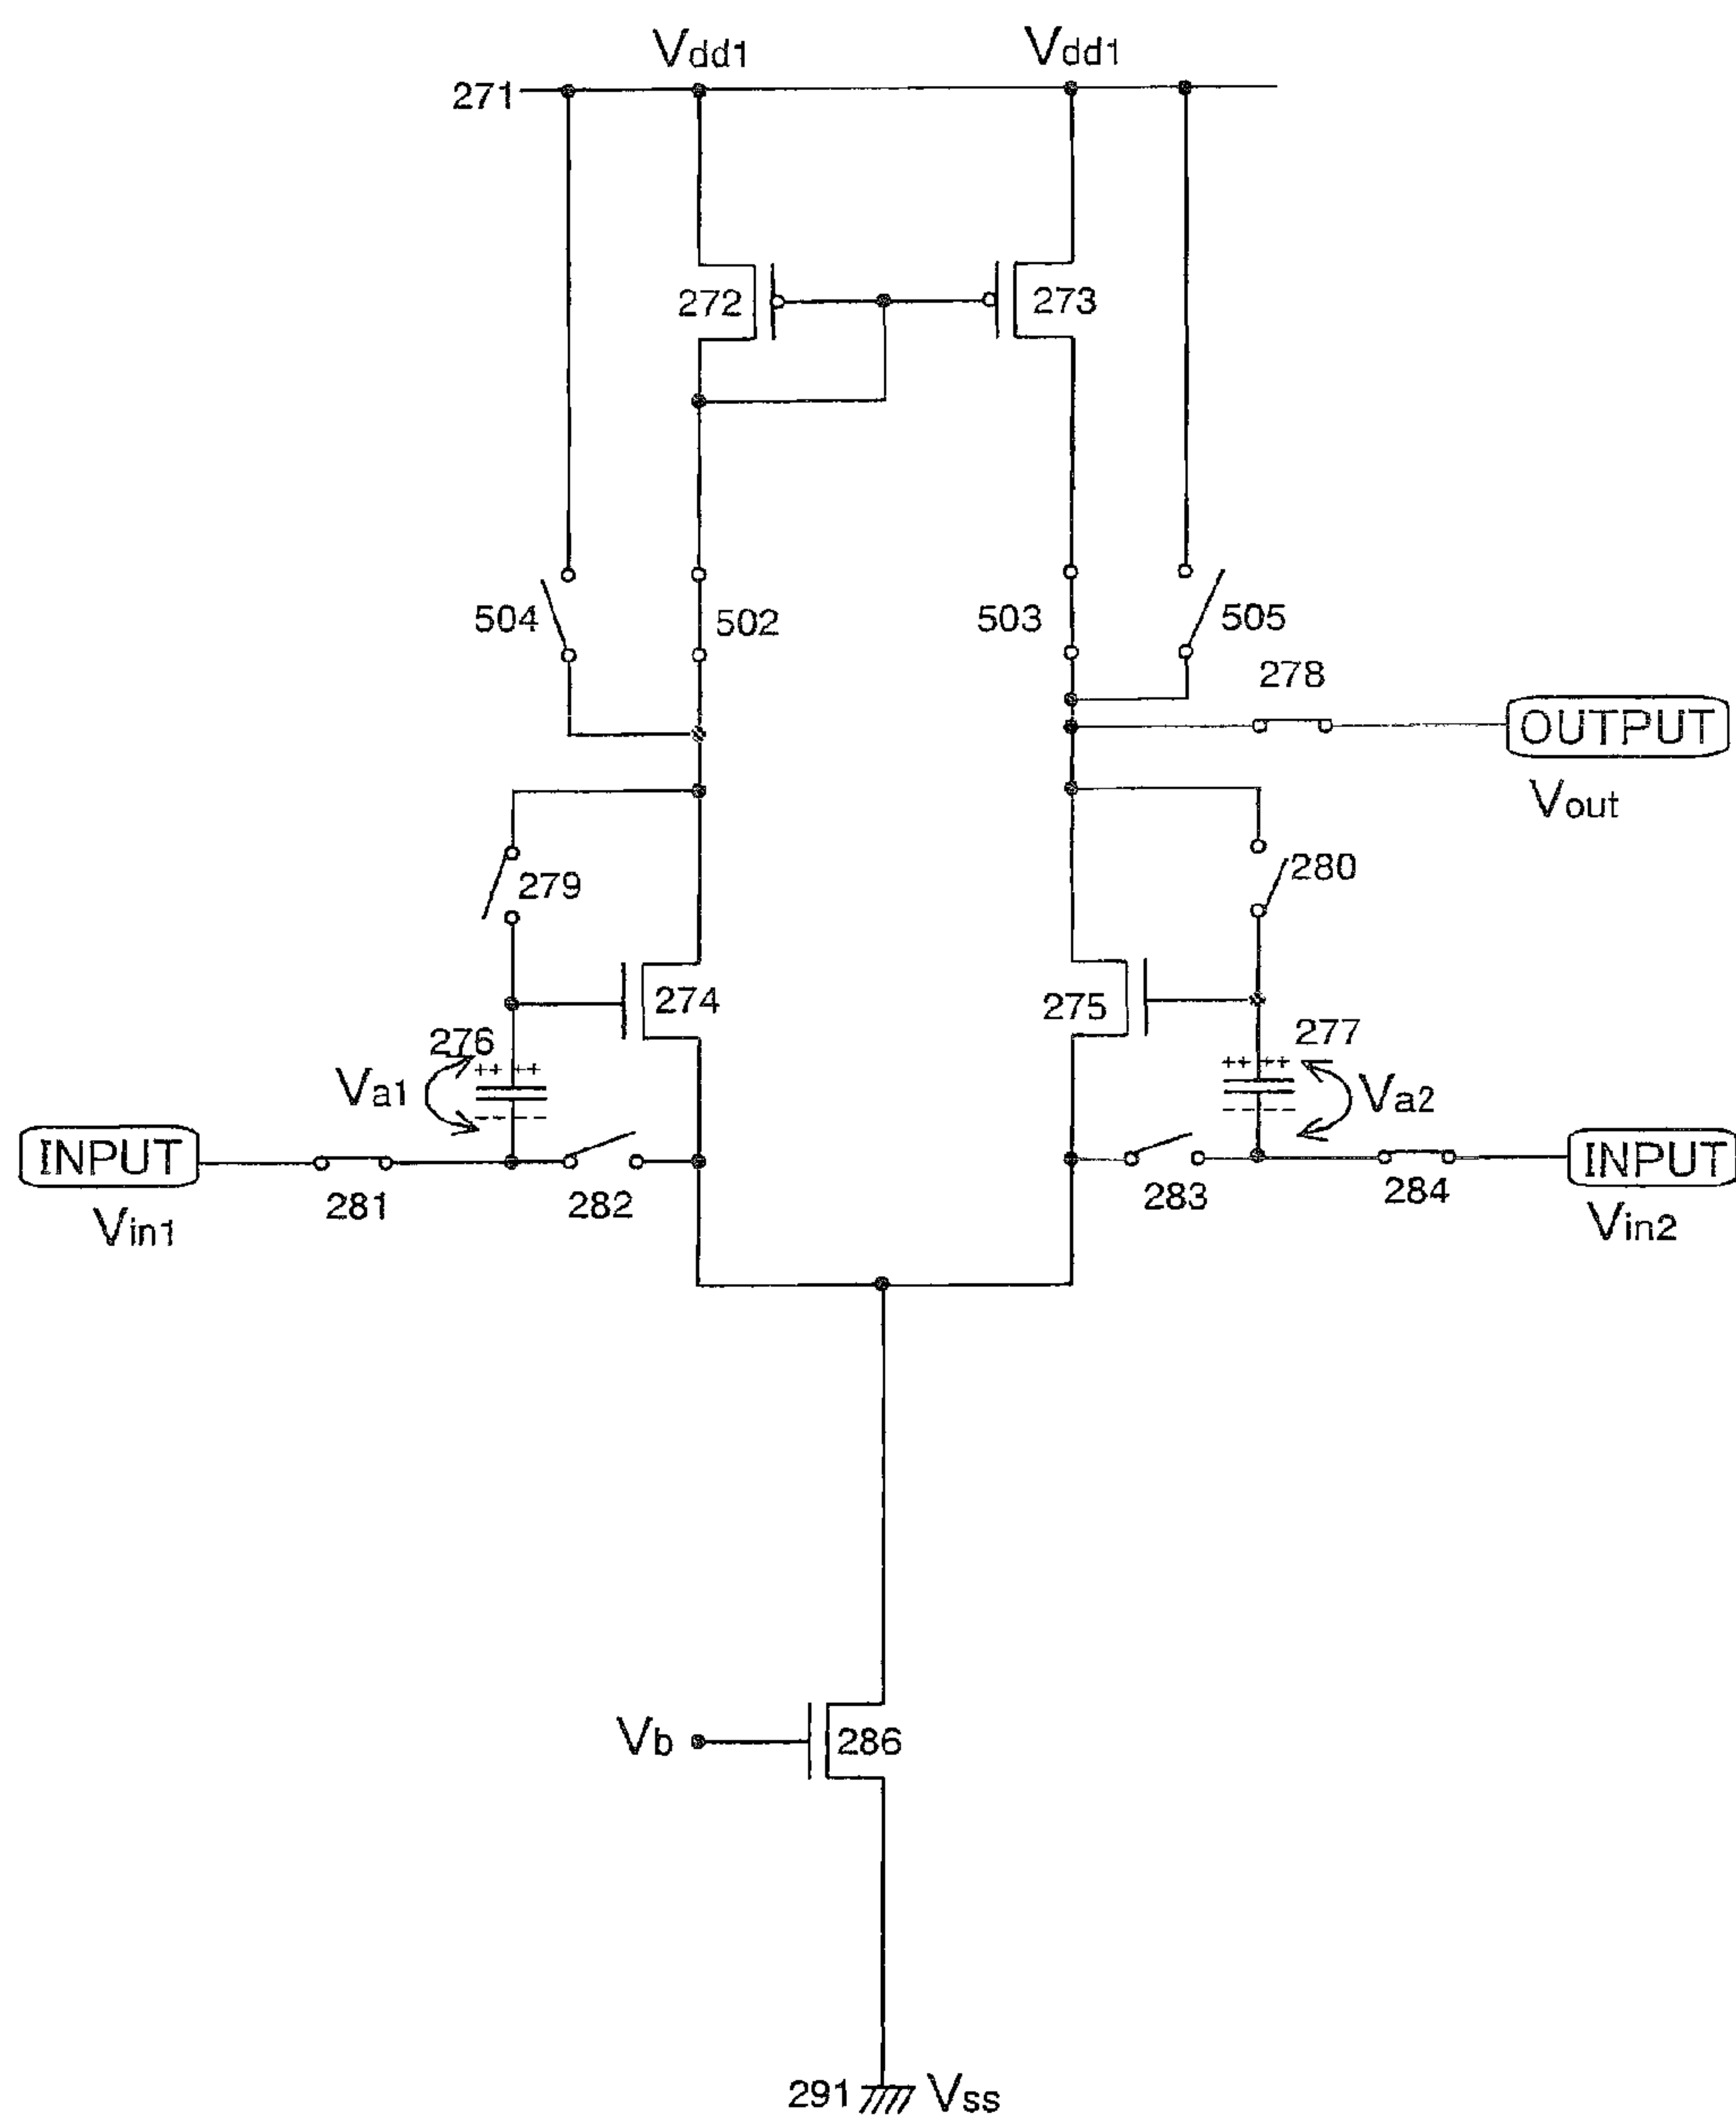 Vdd1 Vdd1
271
272 273
504 502 503 505
278
OUTPUT
Vout
279 280
274 275
276 277
++ ++ ++ ++
Va1 Va2
---- ----
INPUT INPUT
281 282 283 284
Vin1 Vin2
Vb 286
291 Vss